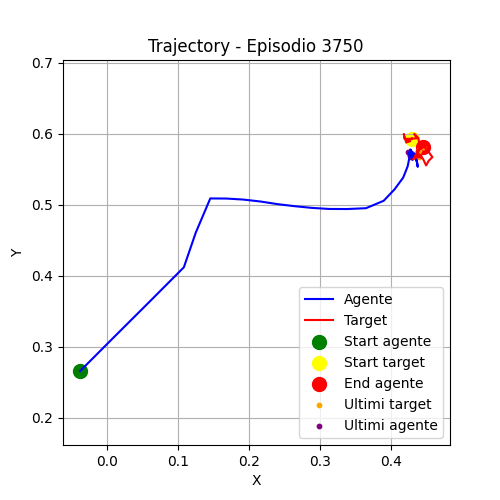 Trajectory - Episodio 3750
Y
0.7
0.6
0.5
0.4
0.3
0.2
0.0
0.1
0.2
0.3
0.4
X
Agente
Target
Start agente
Start target
End agente
Ultimi target
Ultimi agente